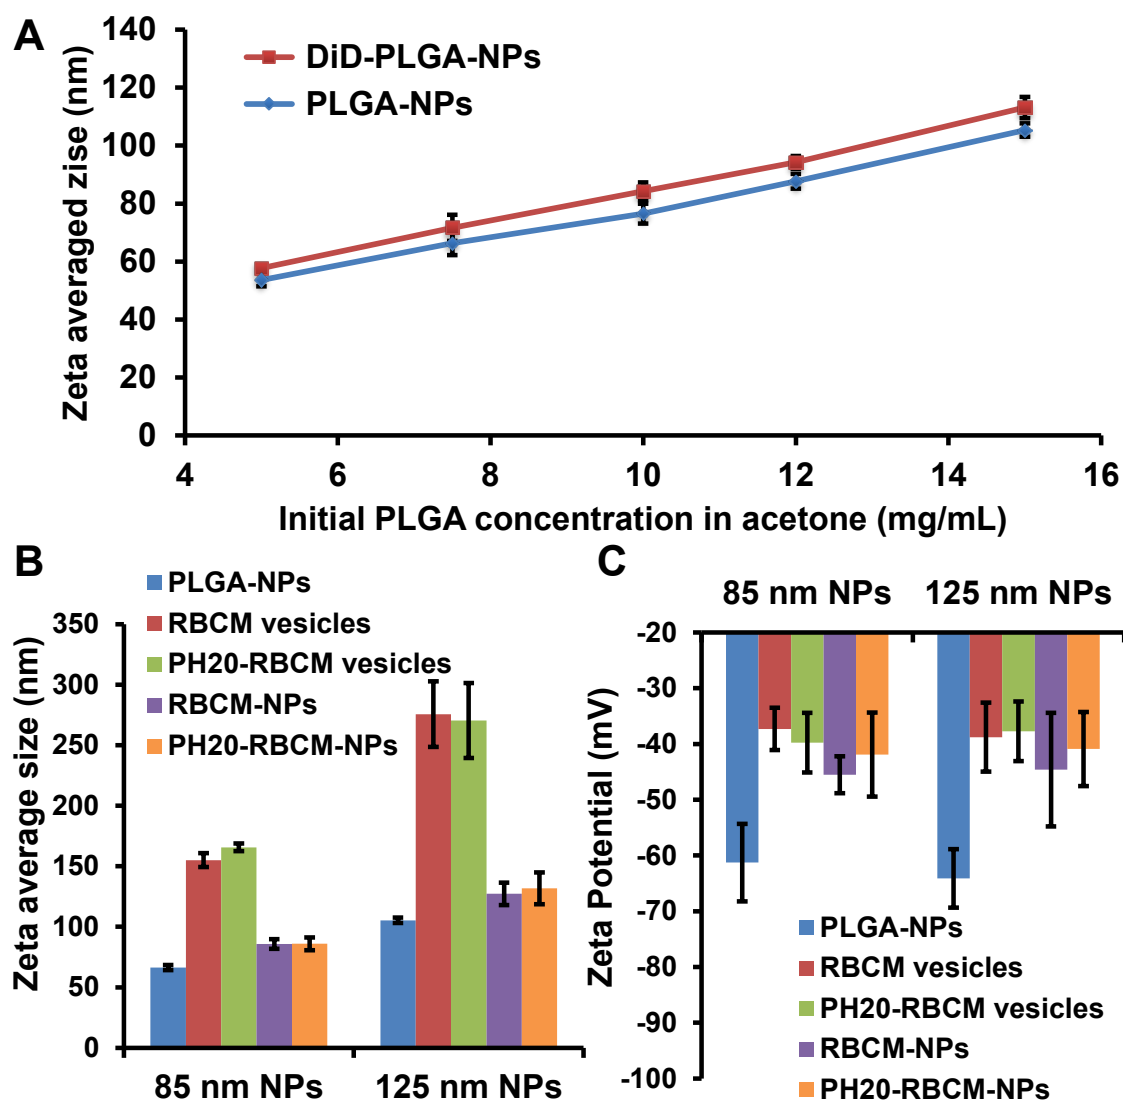 A
140
120
100
80
60
40
20
0
Zeta averaged zise (nm)
DiD-PLGA-NPs
PLGA-NPs
4 6 8 10 12 14 16
Initial PLGA concentration in acetone (mg/mL)
B
PLGA-NPs
RBCM vesicles
PH20-RBCM vesicles
RBCM-NPs
PH20-RBCM-NPs
350
300
250
200
150
100
50
0
Zeta average size (nm)
85 nm NPs 125 nm NPs
C
85 nm NPs 125 nm NPs
-20
-30
-40
-50
-60
-70
-80
-90
-100
Zeta Potential (mV)
PLGA-NPs
RBCM vesicles
PH20-RBCM vesicles
RBCM-NPs
PH20-RBCM-NPs